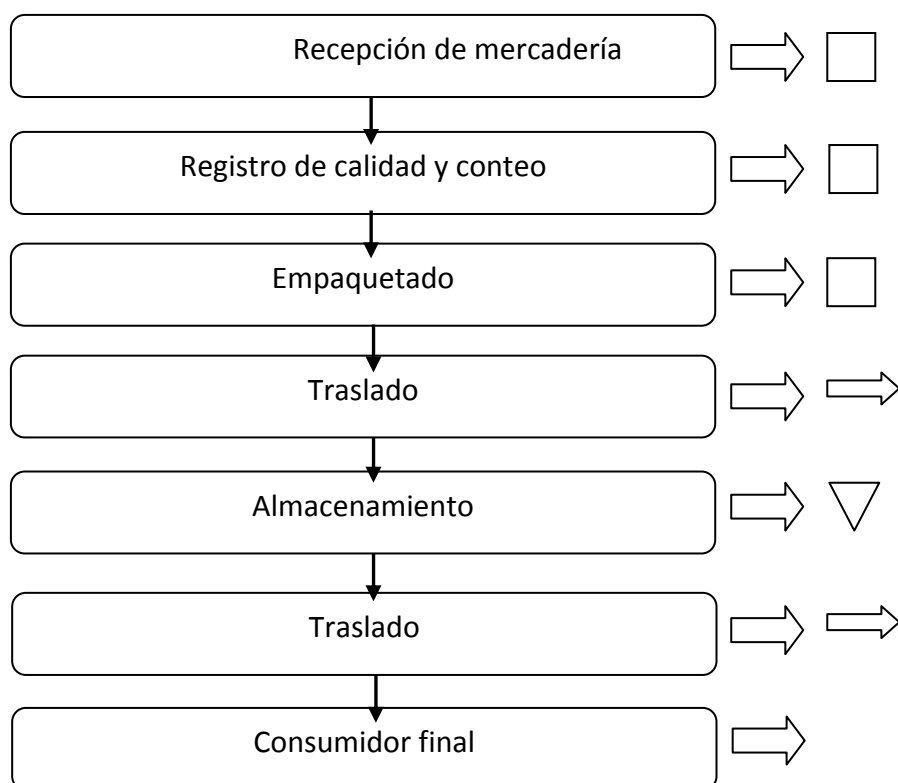 Recepción de mercadería
Registro de calidad y conteo
Empaquetado
Traslado
Almacenamiento
Traslado
Consumidor final